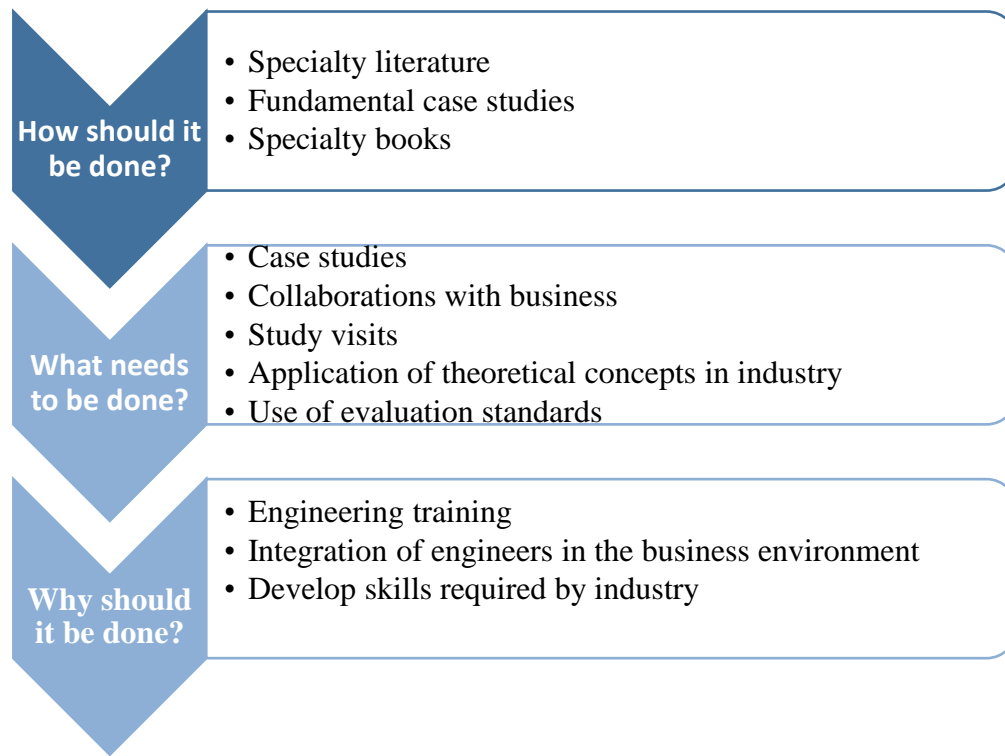 How should it
be done?
• Specialty literature
• Fundamental case studies
• Specialty books
What needs
to be done?
• Case studies
• Collaborations with business
• Study visits
• Application of theoretical concepts in industry
• Use of evaluation standards
Why should
it be done?
• Engineering training
• Integration of engineers in the business environment
• Develop skills required by industry